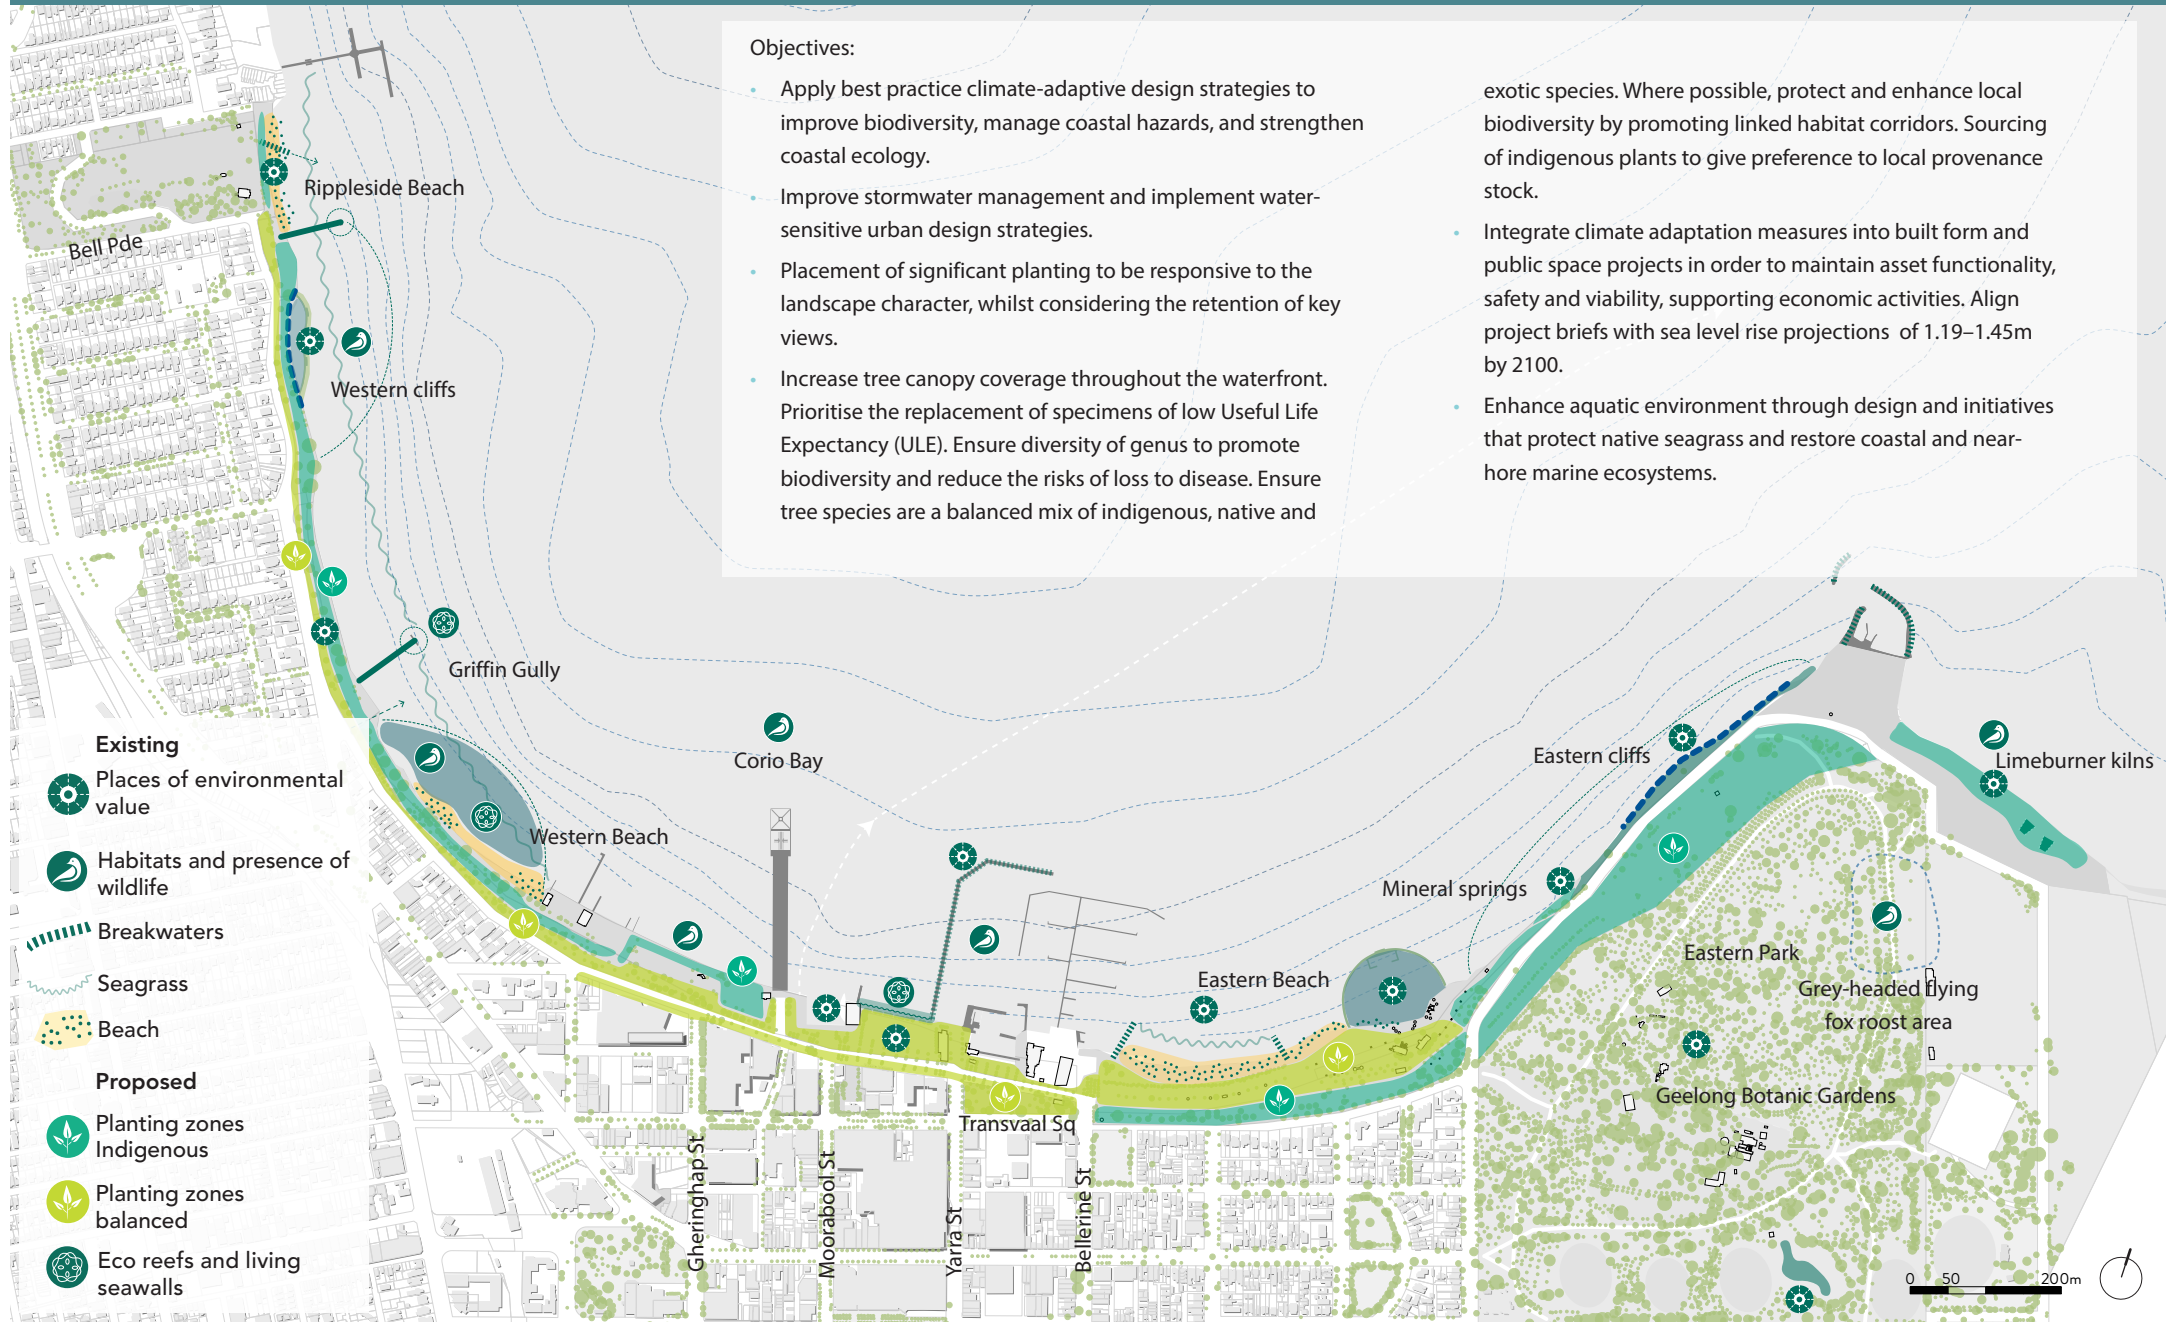 Objectives:
• Apply best practice climate-adaptive design strategies to
improve biodiversity, manage coastal hazards, and strengthen
coastal ecology.
• Improve stormwater management and implement water-
sensitive urban design strategies.
• Placement of significant planting to be responsive to the
landscape character, whilst considering the retention of key
views.
• Increase tree canopy coverage throughout the waterfront.
Prioritise the replacement of specimens of low Useful Life
Expectancy (ULE). Ensure diversity of genus to promote
biodiversity and reduce the risks of loss to disease. Ensure
tree species are a balanced mix of indigenous, native and
exotic species. Where possible, protect and enhance local
biodiversity by promoting linked habitat corridors. Sourcing
of indigenous plants to give preference to local provenance
stock.
• Integrate climate adaptation measures into built form and
public space projects in order to maintain asset functionality,
safety and viability, supporting economic activities. Align
project briefs with sea level rise projections of 1.19–1.45m
by 2100.
• Enhance aquatic environment through design and initiatives
that protect native seagrass and restore coastal and near-
hore marine ecosystems.
Rippleside Beach
Bell Pde
Western cliffs
Griffin Gully
Corio Bay
Western Beach
Eastern cliffs
Limeburner kilns
Mineral springs
Eastern Beach
Eastern Park
Grey-headed flying
fox roost area
Geelong Botanic Gardens
Transvaal Sq
Gheringhap St
Moorabool St
Yarra St
Bellerine St
Existing
Places of environmental
value
Habitats and presence of
wildlife
Breakwaters
Seagrass
Beach
Proposed
Planting zones
Indigenous
Planting zones
balanced
Eco reefs and living
seawalls
0 50 200m